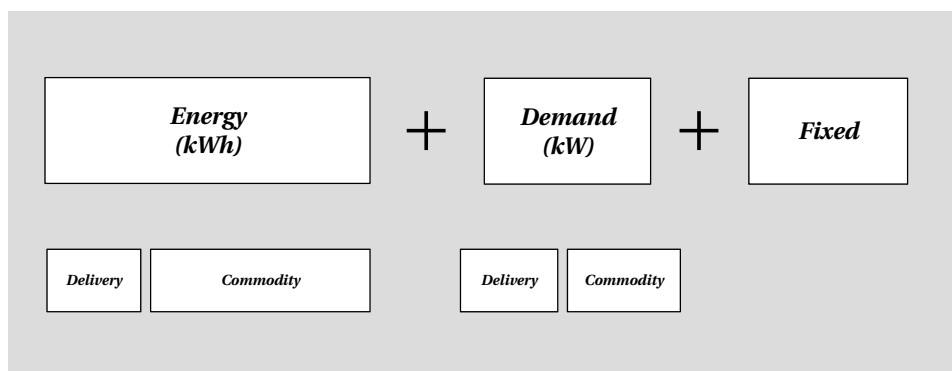 Energy
(kWh)
+
Demand
(kW)
+
Fixed
Delivery
Commodity
Delivery
Commodity